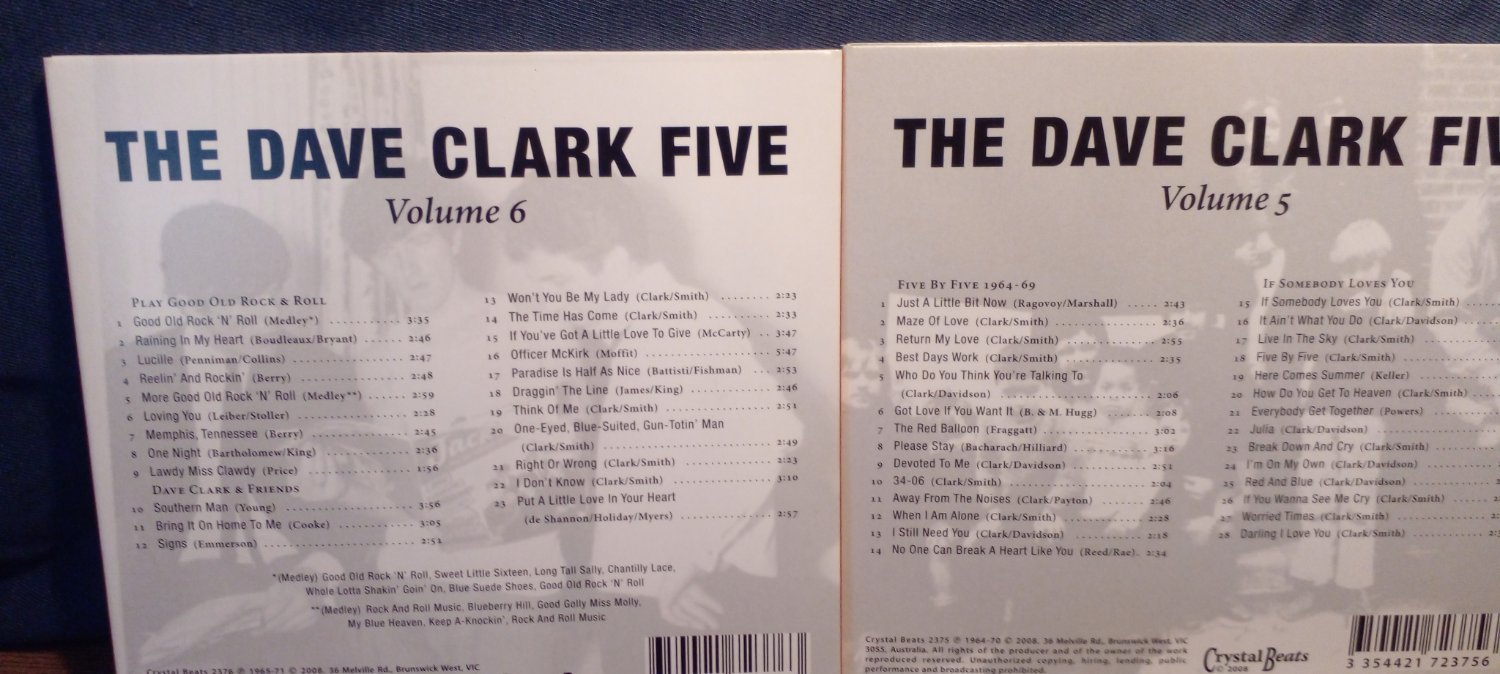 THE DAVE CLARK FIVE
Volume 6
PLAY GOOD OLD ROCK & ROLL
1 Good Old Rock 'N' Roll (Medley*) ........... 3:35
2 Raining In My Heart (Boudleaux/Bryant) ...... 2:46
3 Lucille (Penniman/Collins) ................. 2:47
4 Reelin' And Rockin' (Berry) ................ 2:48
5 More Good Old Rock 'N' Roll (Medley**) ..... 2:59
6 Loving You (Leiber/Stoller) ................ 2:28
7 Memphis, Tennessee (Berry) ................ 2:45
8 One Night (Bartholomew/King) .............. 2:36
9 Lawdy Miss Clawdy (Price) ................. 1:56
DAVE CLARK & FRIENDS
10 Southern Man (Young) .................... 3:56
11 Bring It On Home To Me (Cooke) ........... 3:05
12 Signs (Emmerson) ........................ 2:51
13 Won't You Be My Lady (Clark/Smith) ........ 2:23
14 The Time Has Come (Clark/Smith) .......... 2:33
15 If You've Got A Little Love To Give (McCarty) .. 3:47
16 Officer McKirk (Moffit) ................... 5:47
17 Paradise Is Half As Nice (Battisti/Fishman) ... 2:53
18 Draggin' The Line (James/King) ............ 2:46
19 Think Of Me (Clark/Smith) ................ 2:51
20 One-Eyed, Blue-Suited, Gun-Totin' Man
(Clark/Smith) ............................ 2:49
21 Right Or Wrong (Clark/Smith) ............. 2:23
22 I Don't Know (Clark/Smith) ............... 3:10
23 Put A Little Love In Your Heart
(de Shannon/Holiday/Myers) ............... 2:57
*(Medley) Good Old Rock 'N' Roll, Sweet Little Sixteen, Long Tall Sally, Chantilly Lace,
Whole Lotta Shakin' Goin' On, Blue Suede Shoes, Good Old Rock 'N' Roll
**(Medley) Rock And Roll Music, Blueberry Hill, Good Golly Miss Molly,
My Blue Heaven, Keep A-Knockin', Rock And Roll Music
Crystal Beats 2376 ℗ 1965-71 © 2008, 36 Melville Rd., Brunswick West, VIC
THE DAVE CLARK FIV
Volume 5
FIVE BY FIVE 1964-69
1 Just A Little Bit Now (Ragovoy/Marshall) ..... 2:43
2 Maze Of Love (Clark/Smith) ............... 2:36
3 Return My Love (Clark/Smith) ............. 2:55
4 Best Days Work (Clark/Smith) ............. 2:35
5 Who Do You Think You're Talking To
(Clark/Davidson) ......................... 2:06
6 Got Love If You Want It (B. & M. Hugg) ...... 2:08
7 The Red Balloon (Fraggatt) ................ 3:02
8 Please Stay (Bacharach/Hilliard) ........... 3:16
9 Devoted To Me (Clark/Davidson) ........... 2:51
10 34-06 (Clark/Smith) ..................... 2:04
11 Away From The Noises (Clark/Payton) ...... 2:46
12 When I Am Alone (Clark/Smith) ........... 2:28
13 I Still Need You (Clark/Davidson) ......... 2:18
14 No One Can Break A Heart Like You (Reed/Rae). 2:34
IF SOMEBODY LOVES YOU
15 If Somebody Loves You (Clark/Smith) ....
16 It Ain't What You Do (Clark/Davidson) ....
17 Live In The Sky (Clark/Smith) ..........
18 Five By Five (Clark/Smith) .............
19 Here Comes Summer (Keller) ............
20 How Do You Get To Heaven (Clark/Smith) ....
21 Everybody Get Together (Powers) ........
22 Julia (Clark/Davidson) ................
23 Break Down And Cry (Clark/Smith) .......
24 I'm On My Own (Clark/Davidson) ........
25 Red And Blue (Clark/Davidson) .........
26 If You Wanna See Me Cry (Clark/Smith) ....
27 Worried Times (Clark/Smith) ...........
28 Darling I Love You (Clark/Smith) .......
Crystal Beats 2375 ℗ 1964-70 © 2008, 36 Melville Rd., Brunswick West, VIC
3055, Australia. All rights of the producer and of the owner of the work
reproduced reserved. Unauthorized copying, hiring, lending, public
performance and broadcasting prohibited.
Crystal Beats
© 2008
3 354421 723756